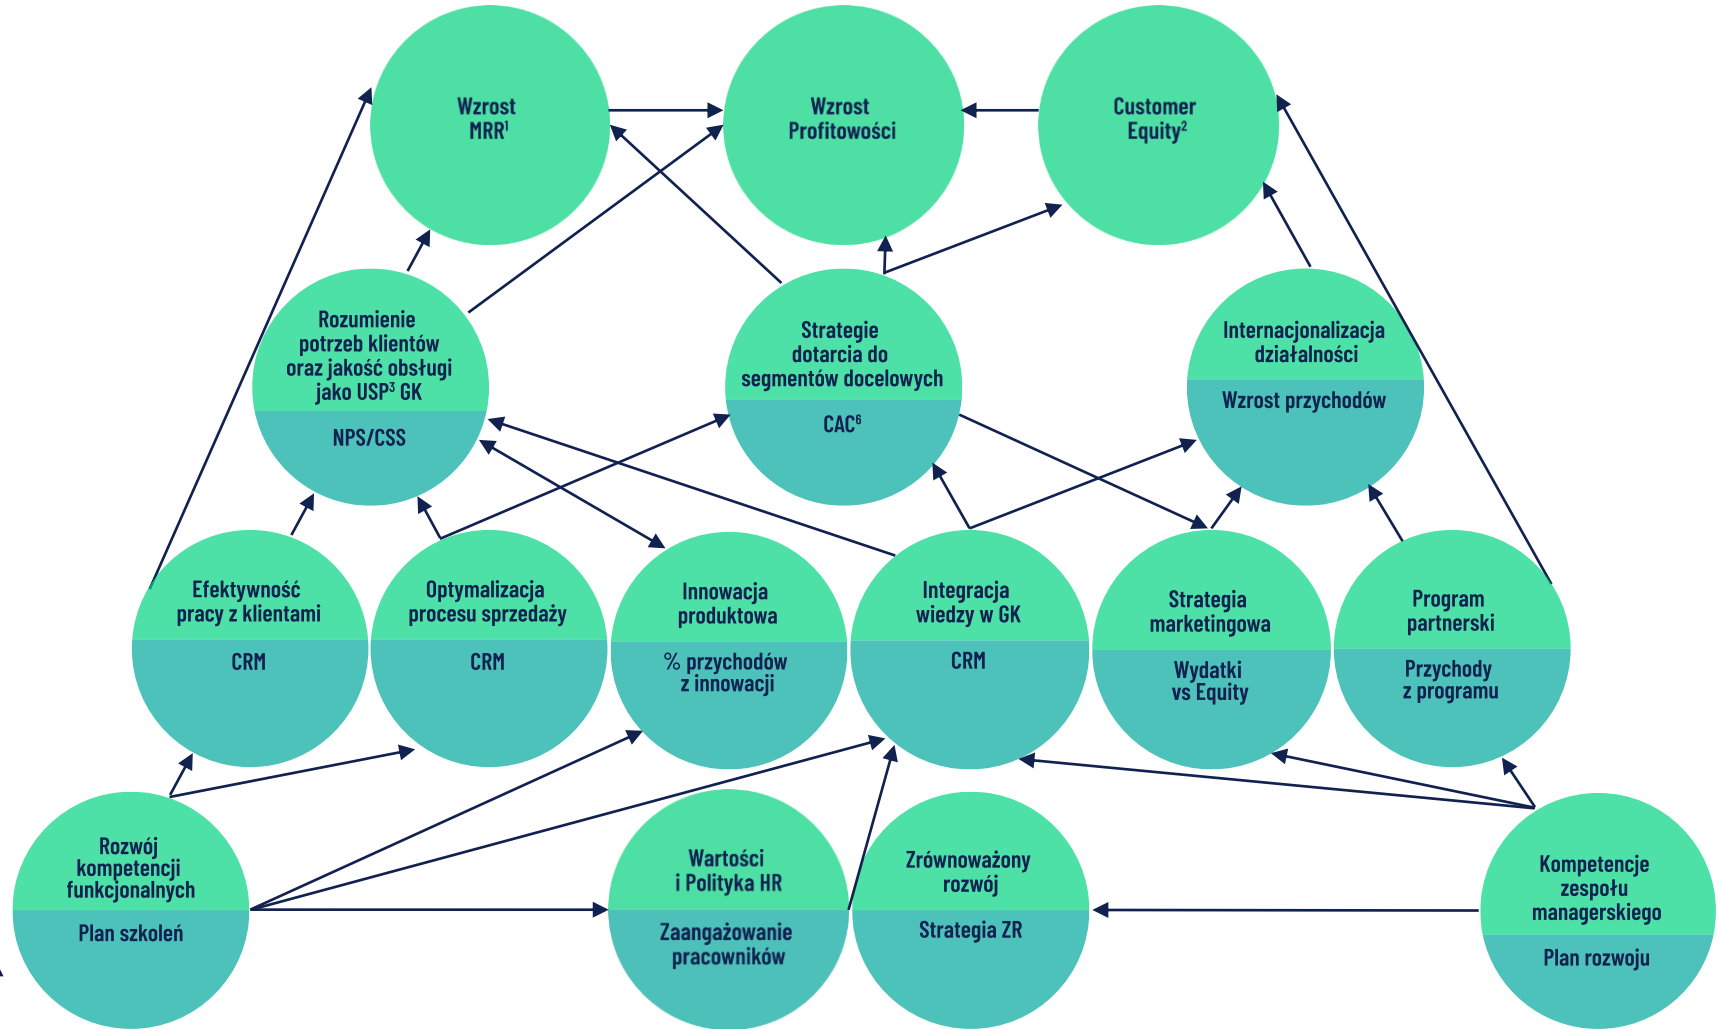 Wzrost
MRR¹
Wzrost
Profitowości
Customer
Equity²
Rozumienie
potrzeb klientów
oraz jakość obsługi
jako USP³ GK
NPS/CSS
Strategie
dotarcia do
segmentów docelowych
CAC⁶
Internacjonalizacja
działalności
Wzrost przychodów
Efektywność
pracy z klientami
CRM
Optymalizacja
procesu sprzedaży
CRM
Innowacja
produktowa
% przychodów
z innowacji
Integracja
wiedzy w GK
CRM
Strategia
marketingowa
Wydatki
vs Equity
Program
partnerski
Przychody
z programu
Rozwój
kompetencji
funkcjonalnych
Plan szkoleń
Wartości
i Polityka HR
Zaangażowanie
pracowników
Zrównoważony
rozwój
Strategia ZR
Kompetencje
zespołu
managerskiego
Plan rozwoju